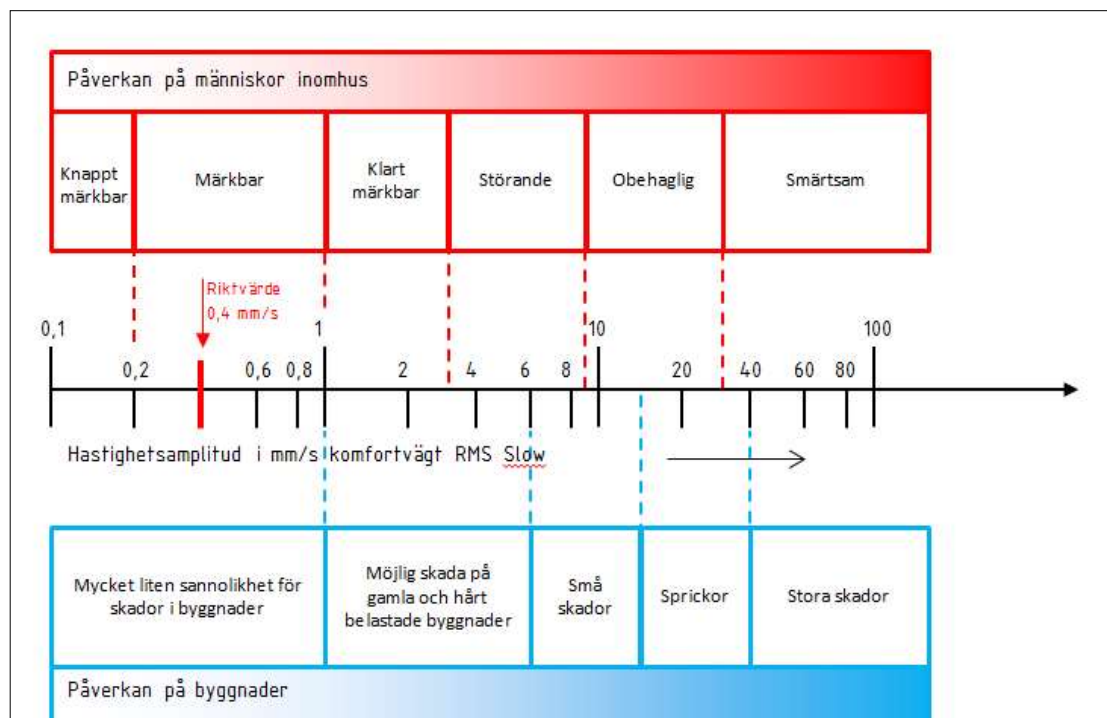 Påverkan på människor inomhus
Knappt
märkbar
Märkbar
Klart
märkbar
Störande
Obehaglig
Smärtsam
Riktvärde
0,4 mm/s
0,1
1
10
100
0,2
0,6
0,8
2
4
6
8
20
40
60
80
Hastighetsamplitud i mm/s komfortvägt RMS Slow
Mycket liten sannolikhet för
skador i byggnader
Möjlig skada på
gamla och hårt
belastade byggnader
Små
skador
Sprickor
Stora skador
Påverkan på byggnader